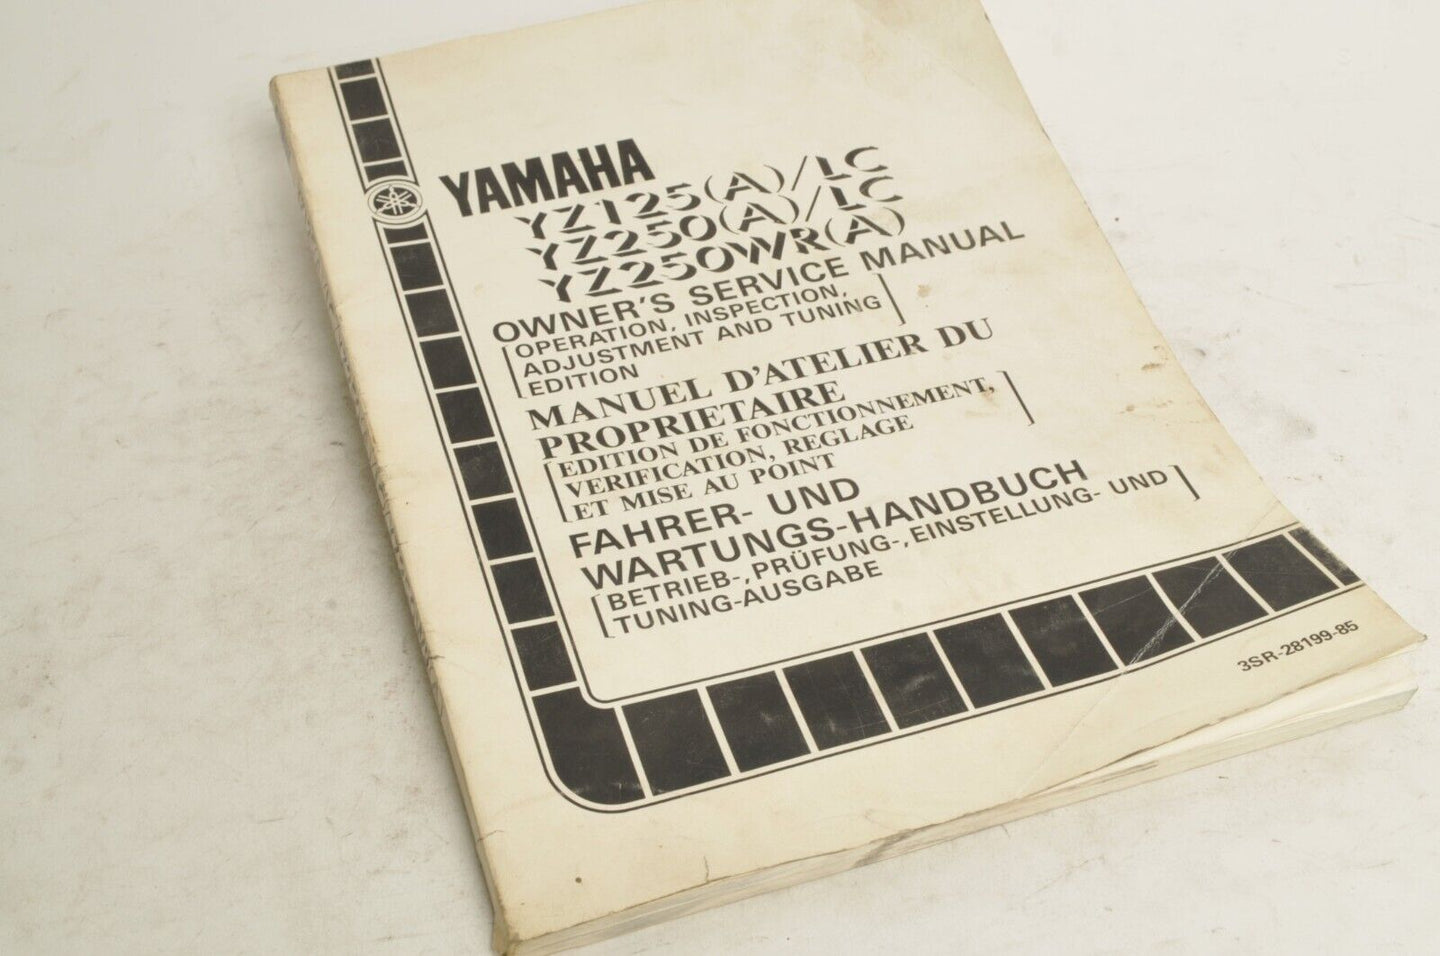 YAMAHA
YZ125(A)/LC
YZ250(A)/LC
YZ250WR(A)
OWNER'S SERVICE MANUAL
[OPERATION, INSPECTION,
ADJUSTMENT AND TUNING
EDITION]
MANUEL D'ATELIER DU
PROPRIETAIRE
[EDITION DE FONCTIONNEMENT,
VERIFICATION, REGLAGE
ET MISE AU POINT]
FAHRER- UND
WARTUNGS-HANDBUCH
[BETRIEB-,PRÜFUNG-,EINSTELLUNG- UND
TUNING-AUSGABE]
3SR-28199-85